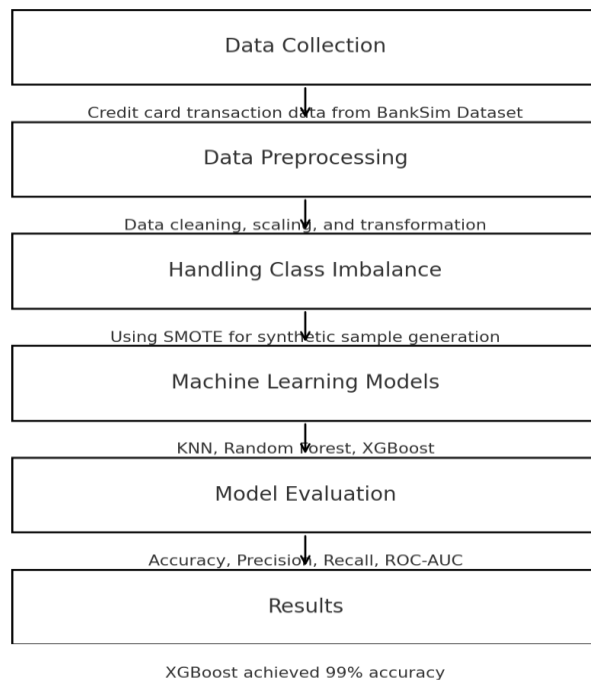 Data Collection
Credit card transaction data from BankSim Dataset
Data Preprocessing
Data cleaning, scaling, and transformation
Handling Class Imbalance
Using SMOTE for synthetic sample generation
Machine Learning Models
KNN, Random Forest, XGBoost
Model Evaluation
Accuracy, Precision, Recall, ROC-AUC
Results
XGBoost achieved 99% accuracy